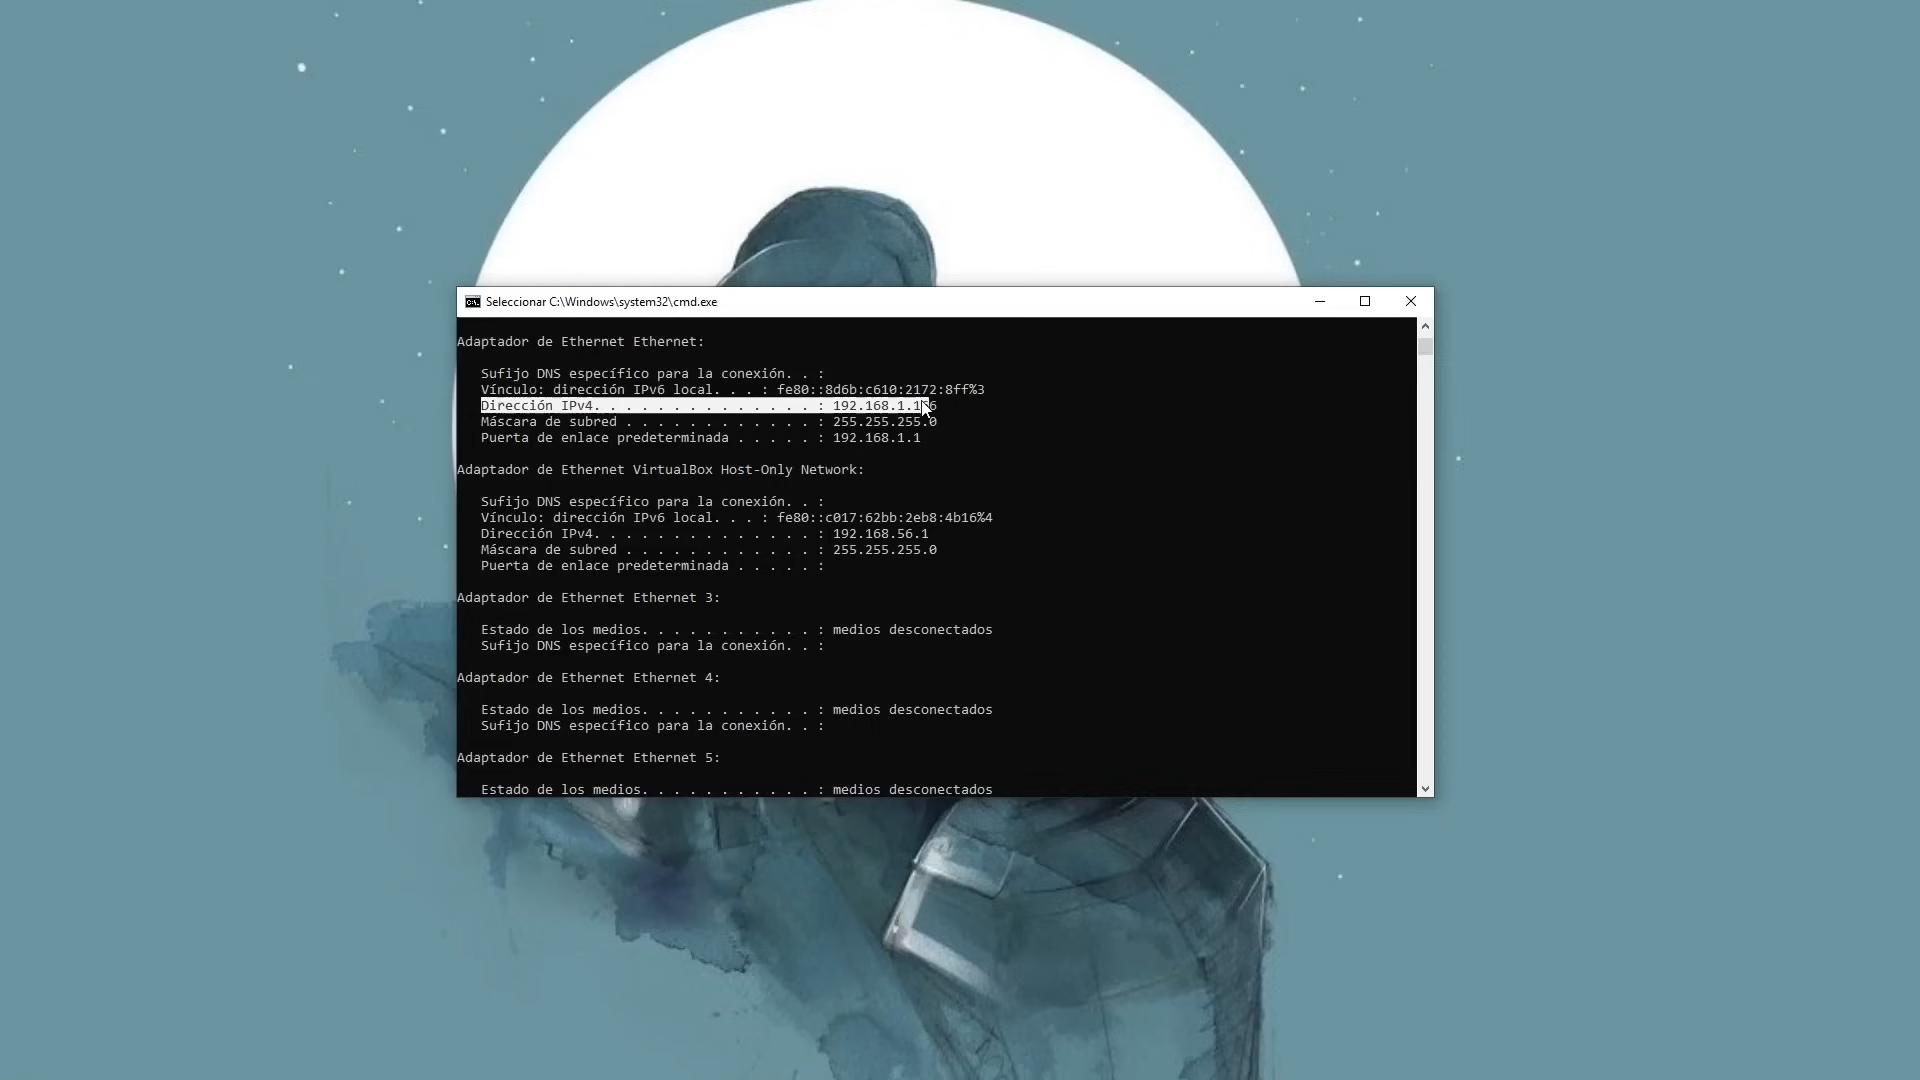 Seleccionar C:\Windows\system32\cmd.exe
Adaptador de Ethernet Ethernet:
Sufijo DNS específico para la conexión. . :
Vínculo: dirección IPv6 local. . . : fe80::8d6b:c610:2172:8ff%3
Dirección IPv4. . . . . . . . . . . . . . :
Máscara de subred . . . . . . . . . . . . : 255.255.255.0
Puerta de enlace predeterminada . . . . . : 192.168.1.1
Adaptador de Ethernet VirtualBox Host-Only Network:
Sufijo DNS específico para la conexión. . :
Vínculo: dirección IPv6 local. . . : fe80::c017:62bb:2eb8:4b16%4
Dirección IPv4. . . . . . . . . . . . . . : 192.168.56.1
Máscara de subred . . . . . . . . . . . . : 255.255.255.0
Puerta de enlace predeterminada . . . . . :
Adaptador de Ethernet Ethernet 3:
Estado de los medios. . . . . . . . . . . : medios desconectados
Sufijo DNS específico para la conexión. . :
Adaptador de Ethernet Ethernet 4:
Estado de los medios. . . . . . . . . . . : medios desconectados
Sufijo DNS específico para la conexión. . :
Adaptador de Ethernet Ethernet 5:
Estado de los medios. . . . . . . . . . . : medios desconectados